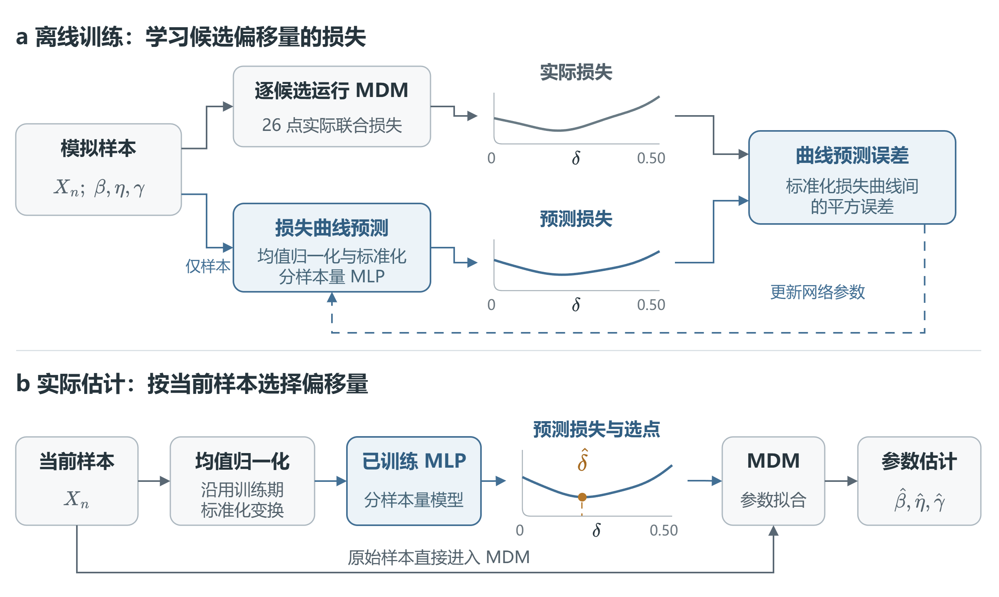 a 离线训练：学习候选偏移量的损失
模拟样本
Xₙ; β, η, γ
逐候选运行 MDM
26 点实际联合损失
实际损失
0 δ 0.50
仅样本
损失曲线预测
均值归一化与标准化
分样本量 MLP
预测损失
0 δ 0.50
曲线预测误差
标准化损失曲线间
的平方误差
更新网络参数
b 实际估计：按当前样本选择偏移量
当前样本
Xₙ
均值归一化
沿用训练期
标准化变换
已训练 MLP
分样本量模型
预测损失与选点
δ̂
0 δ 0.50
MDM
参数拟合
参数估计
β̂, η̂, γ̂
原始样本直接进入 MDM